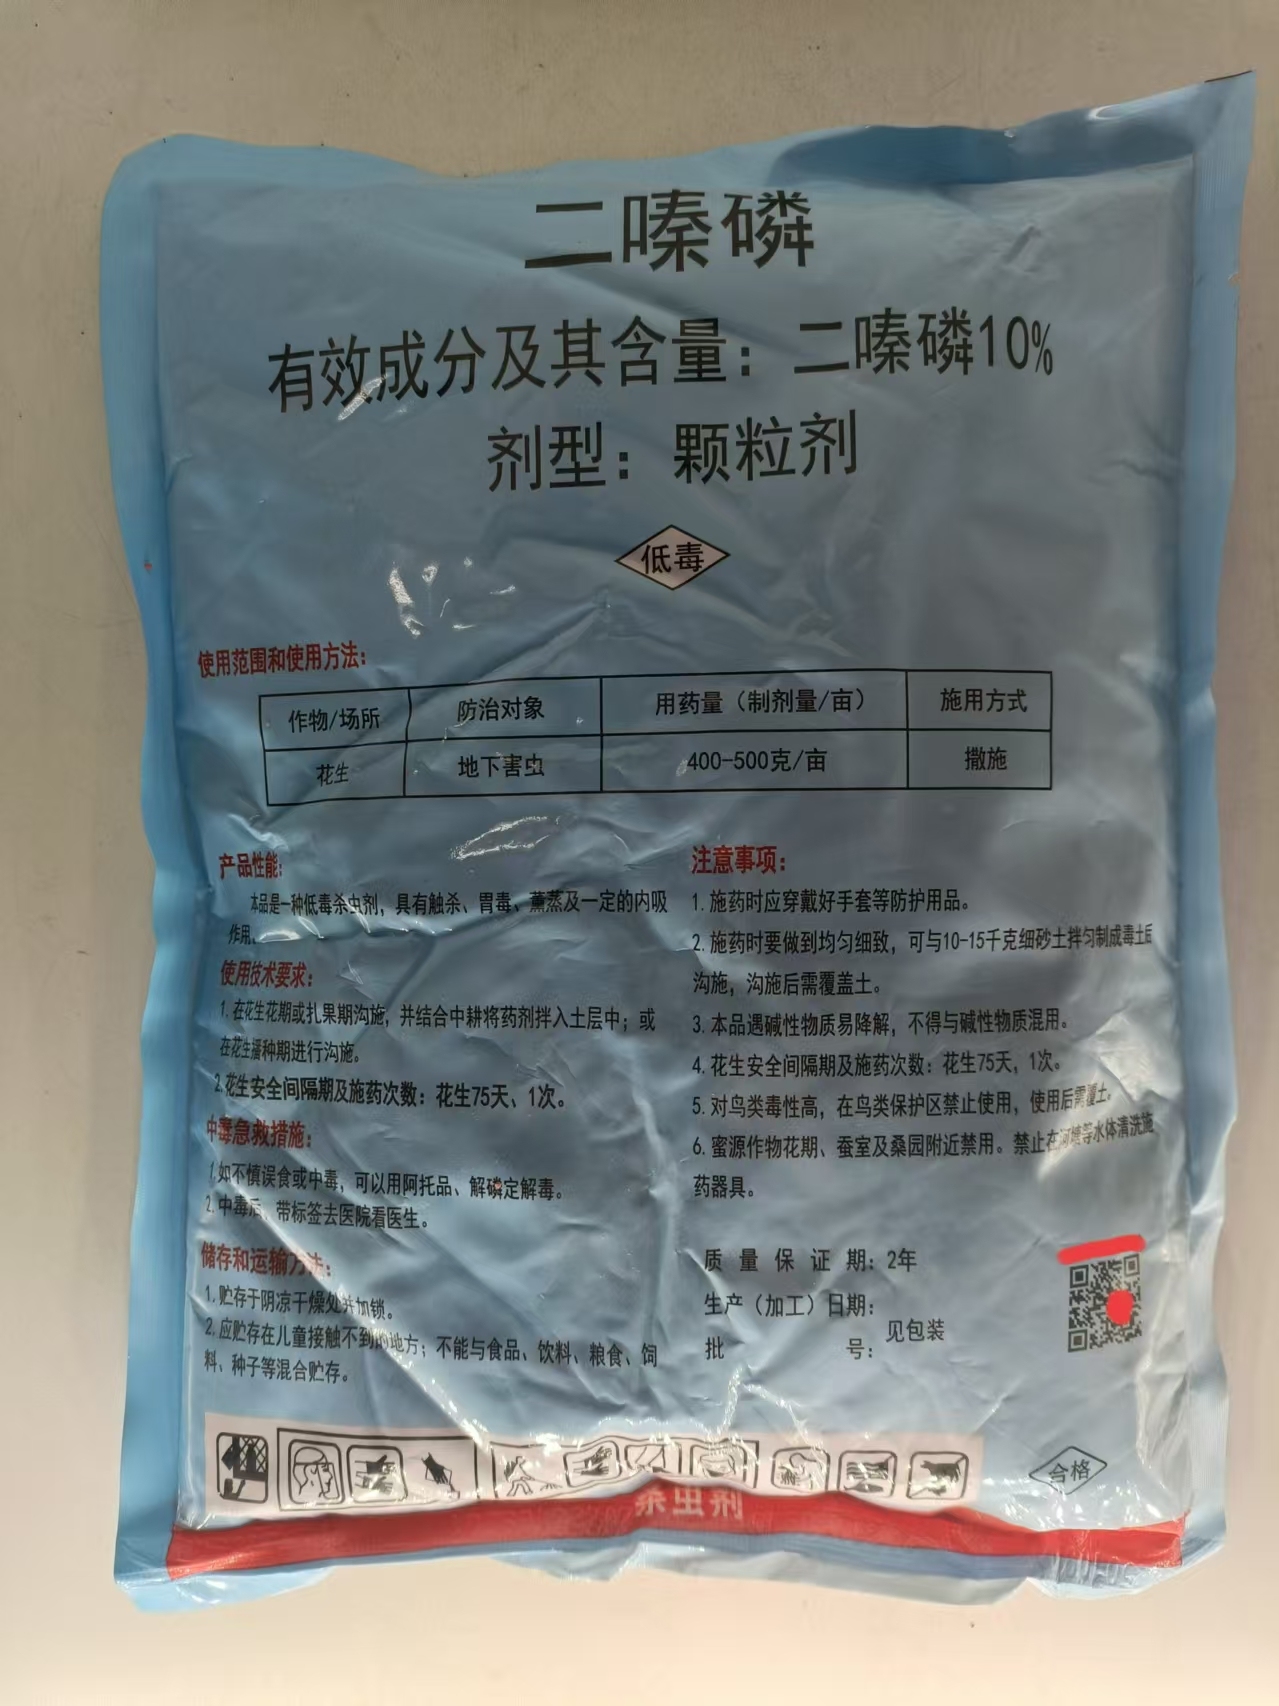 二嗪磷
有效成分及其含量：二嗪磷10%
剂型：颗粒剂
低毒
使用范围和使用方法：
作物/场所 防治对象 用药量（制剂量/亩） 施用方式
花生 地下害虫 400-500克/亩 撒施
产品性能：
本品是一种低毒杀虫剂，具有触杀、胃毒、薰蒸及一定的内吸
作用。
使用技术要求：
1.在花生花期或扎果期沟施，并结合中耕将药剂拌入土层中；或
在花生播种期进行沟施。
2.花生安全间隔期及施药次数：花生75天、1次。
中毒急救措施：
1.如不慎误食或中毒，可以用阿托品、解磷定解毒。
2.中毒后，带标签去医院看医生。
储存和运输方法：
1.贮存于阴凉干燥处并加锁。
2.应贮存在儿童接触不到的地方；不能与食品、饮料、粮食、饲
料、种子等混合贮存。
注意事项：
1.施药时应穿戴好手套等防护用品。
2.施药时要做到均匀细致，可与10-15千克细砂土拌匀制成毒土后
沟施，沟施后需覆盖土。
3.本品遇碱性物质易降解，不得与碱性物质混用。
4.花生安全间隔期及施药次数：花生75天，1次。
5.对鸟类毒性高，在鸟类保护区禁止使用，使用后需覆土。
6.蜜源作物花期、蚕室及桑园附近禁用。禁止在河塘等水体清洗施
药器具。
质量保证期：2年
生产（加工）日期：
批号：
见包装
合格
杀虫剂